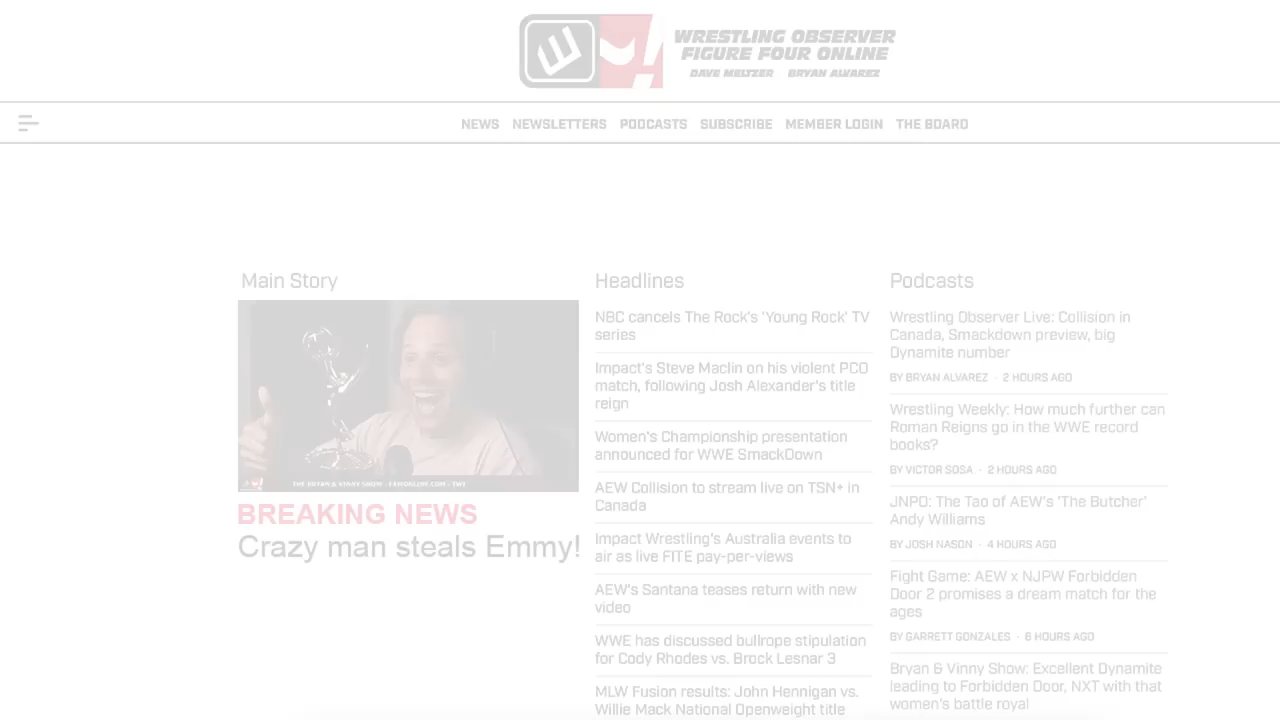 WRESTLING OBSERVER
FIGURE FOUR ONLINE
DAVE MELTZER BRYAN ALVAREZ
NEWS NEWSLETTERS PODCASTS SUBSCRIBE MEMBER LOGIN THE BOARD
Main Story
THE BRYAN & VINNY SHOW - F4WONLINE.COM -
BREAKING NEWS
Crazy man steals Emmy!
Headlines
NBC cancels The Rock's 'Young Rock' TV
series
Impact's Steve Maclin on his violent PCO
match, following Josh Alexander's title
reign
Women's Championship presentation
announced for WWE SmackDown
AEW Collision to stream live on TSN+ in
Canada
Impact Wrestling's Australia events to
air as live FITE pay-per-views
AEW's Santana teases return with new
video
WWE has discussed bullrope stipulation
for Cody Rhodes vs. Brock Lesnar 3
MLW Fusion results: John Hennigan vs.
Willie Mack National Openweight title
Podcasts
Wrestling Observer Live: Collision in
Canada, Smackdown preview, big
Dynamite number
BY BRYAN ALVAREZ · 2 HOURS AGO
Wrestling Weekly: How much further can
Roman Reigns go in the WWE record
books?
BY VICTOR SOSA · 2 HOURS AGO
JNPO: The Tao of AEW's 'The Butcher'
Andy Williams
BY JOSH NASON · 4 HOURS AGO
Fight Game: AEW x NJPW Forbidden
Door 2 promises a dream match for the
ages
BY GARRETT GONZALES · 6 HOURS AGO
Bryan & Vinny Show: Excellent Dynamite
leading to Forbidden Door, NXT with that
women's battle royal